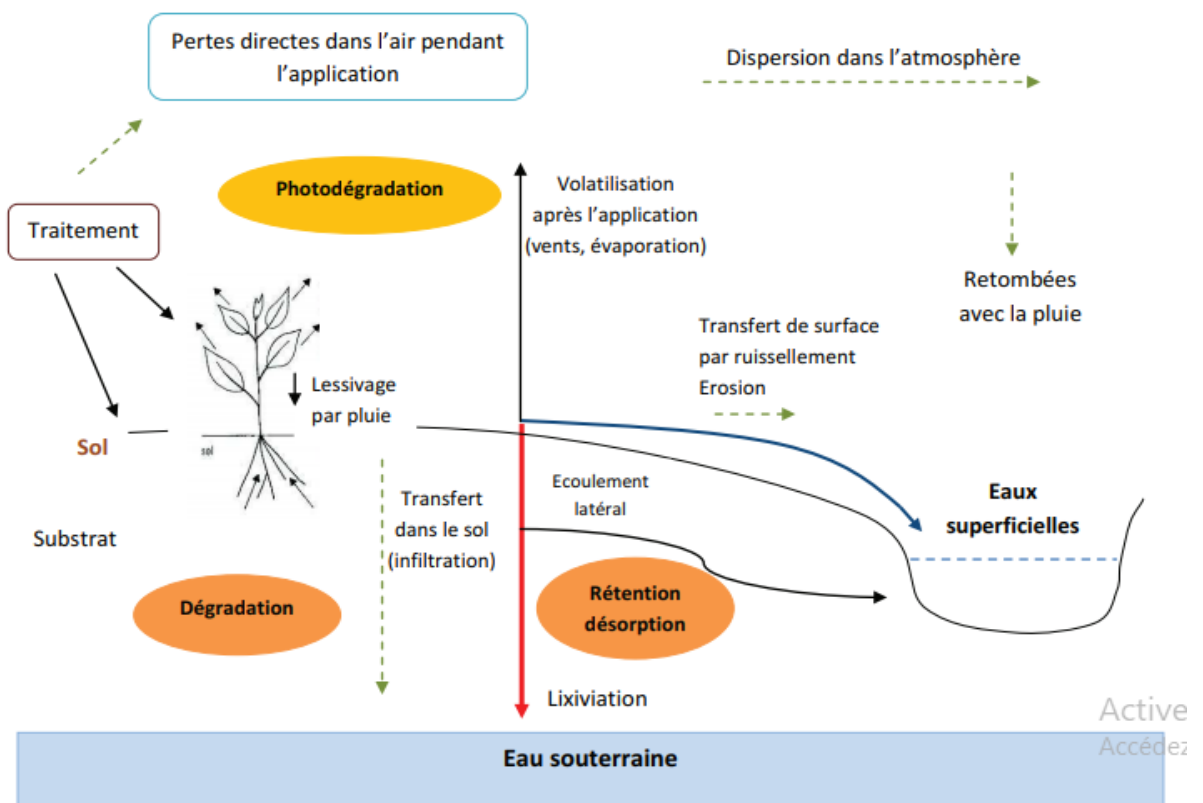 Pertes directes dans l'air pendant
l'application
Dispersion dans l'atmosphère
Photodégradation
Volatilisation
après l'application
(vents, évaporation)
Traitement
Retombées
avec la pluie
Transfert de surface
par ruissellement
Erosion
Lessivage
par pluie
Sol
sol
Ecoulement
latéral
Eaux
superficielles
Transfert
dans le sol
(infiltration)
Substrat
Dégradation
Rétention
désorption
Lixiviation
Active
Accédez
Eau souterraine